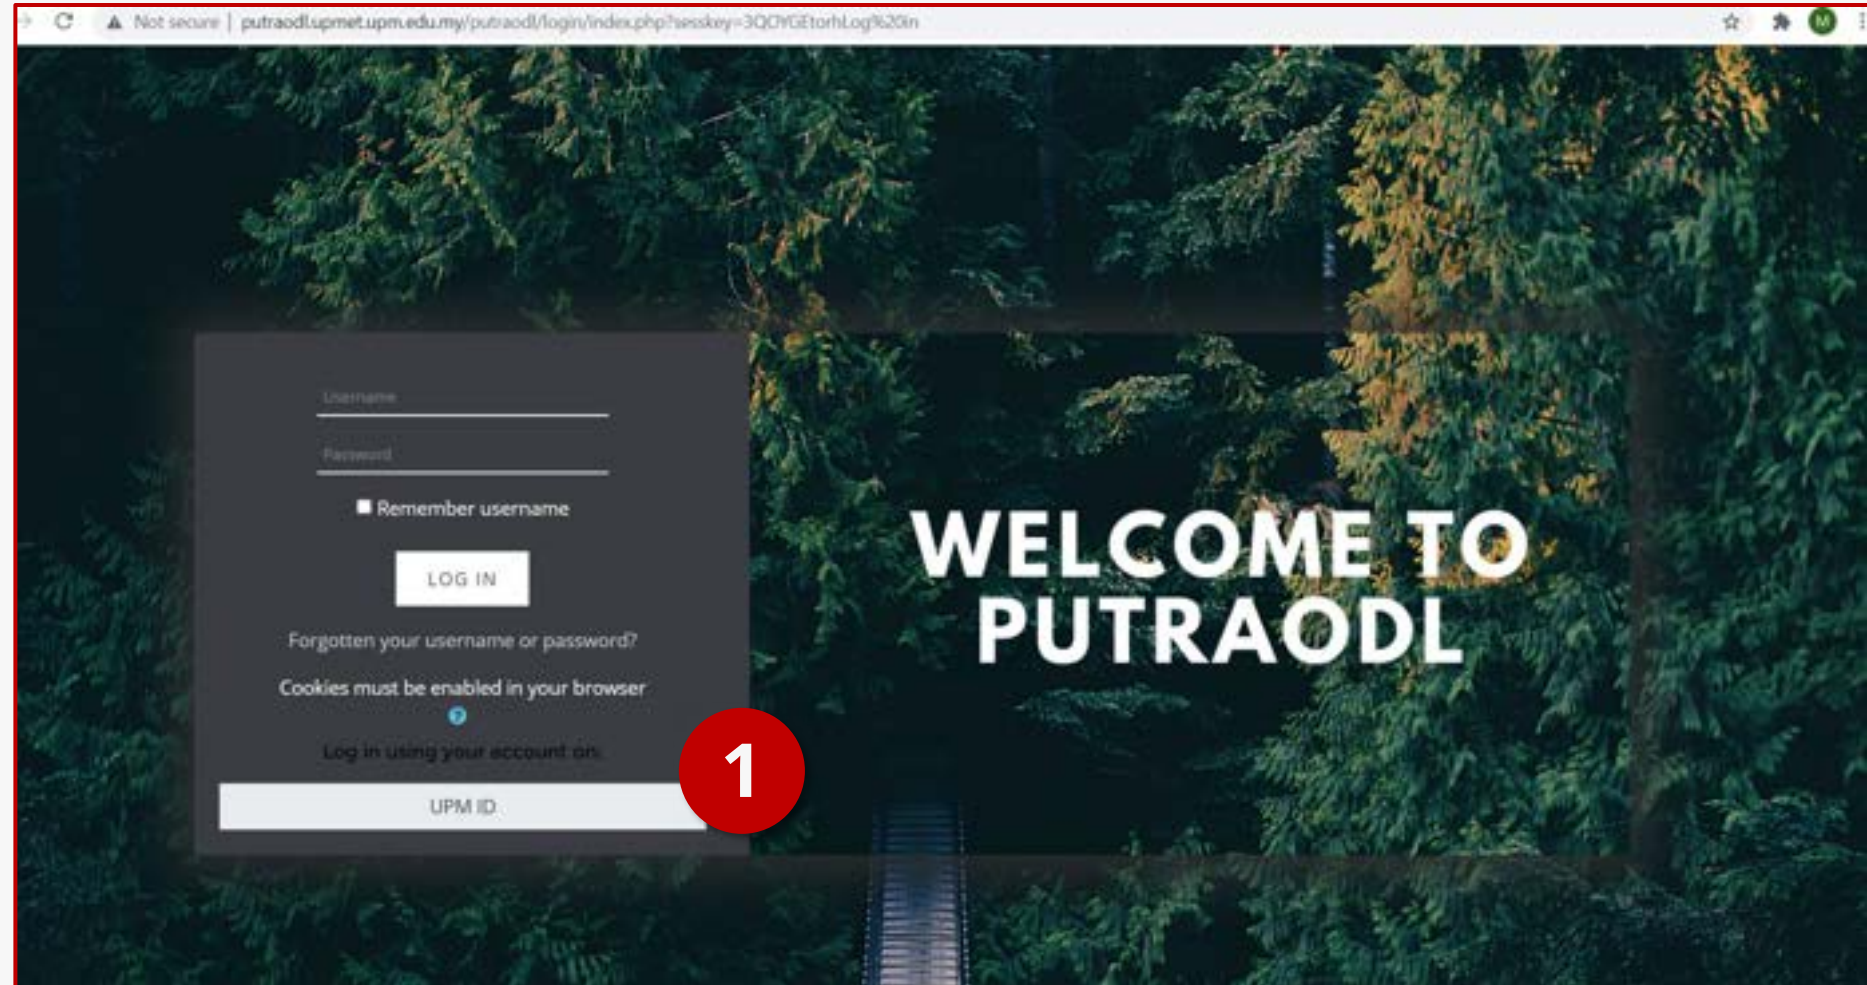 Not secure | putraodl.upmet.upm.edu.my/putraodl/login/index.php?sesskey=
M
Username
Password
Remember username
LOG IN
Forgotten your username or password?
Cookies must be enabled in your browser
?
Log in using your account on:
UPM ID
1
WELCOME TO
PUTRAODL